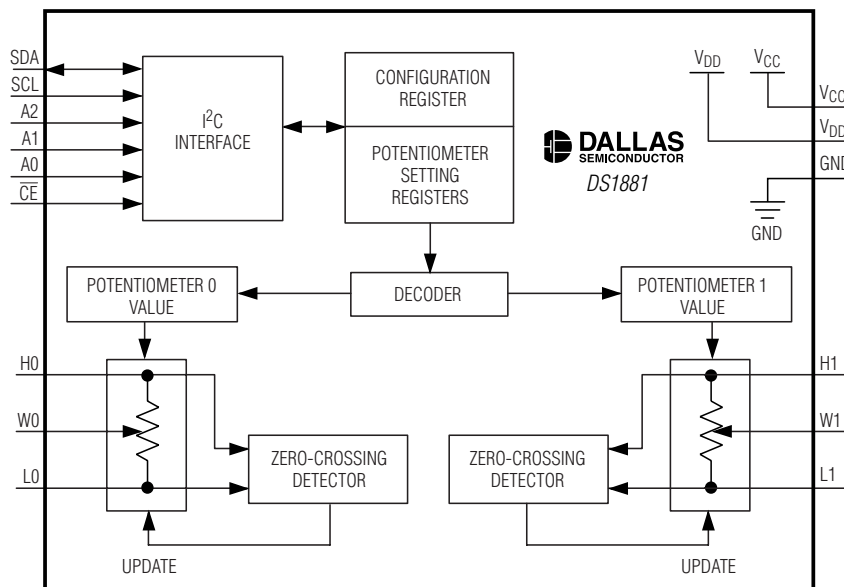 SDA
SCL
A2
A1
A0
CE
I²C
INTERFACE
CONFIGURATION
REGISTER
POTENTIOMETER
SETTING
REGISTERS
DALLAS
SEMICONDUCTOR
DS1881
VDD
VCC
VCC
VDD
GND
GND
POTENTIOMETER 0
VALUE
DECODER
POTENTIOMETER 1
VALUE
H0
W0
L0
ZERO-CROSSING
DETECTOR
UPDATE
ZERO-CROSSING
DETECTOR
UPDATE
H1
W1
L1